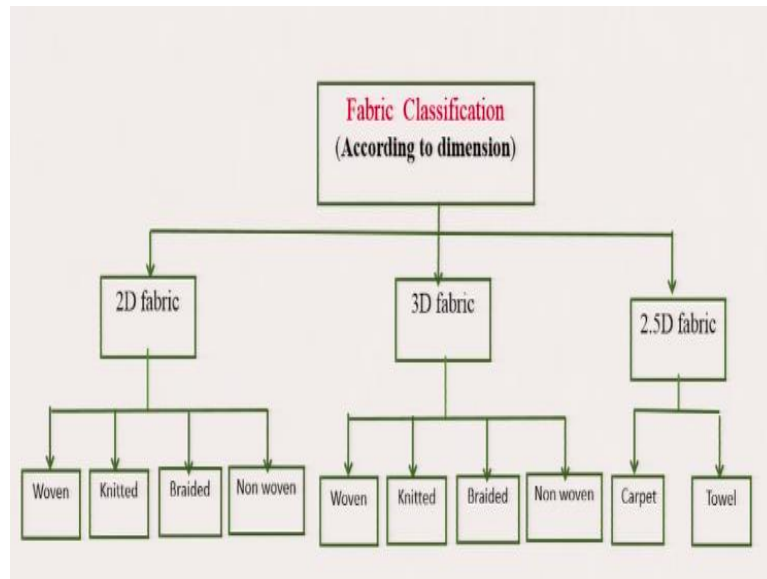 Fabric Classification
(According to dimension)
2D fabric
3D fabric
2.5D fabric
Woven
Knitted
Braided
Non woven
Woven
Knitted
Braided
Non woven
Carpet
Towel